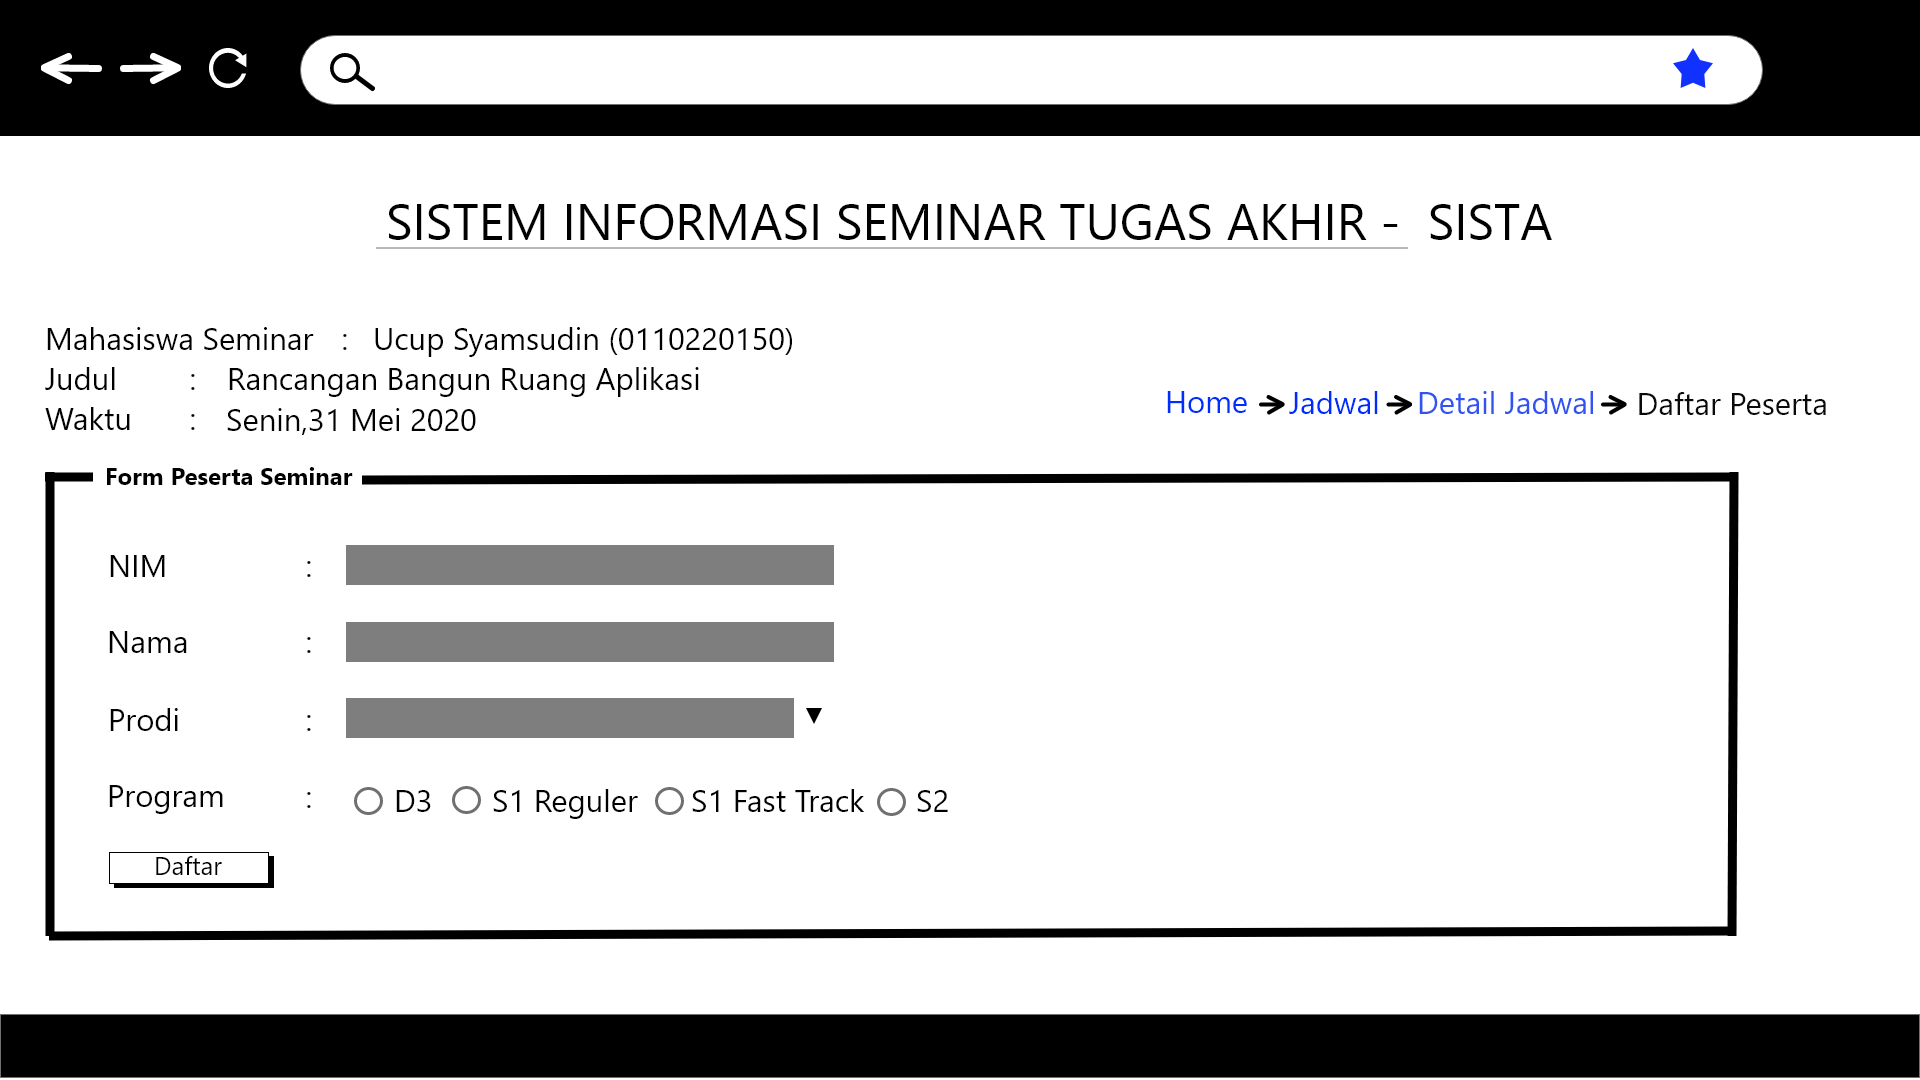 SISTEM INFORMASI SEMINAR TUGAS AKHIR - SISTA
Mahasiswa Seminar : Ucup Syamsudin (0110220150)
Judul : Rancangan Bangun Ruang Aplikasi
Waktu : Senin,31 Mei 2020
Home Jadwal Detail Jadwal Daftar Peserta
Form Peserta Seminar
NIM :
Nama :
Prodi :
Program : D3 S1 Reguler S1 Fast Track S2
Daftar